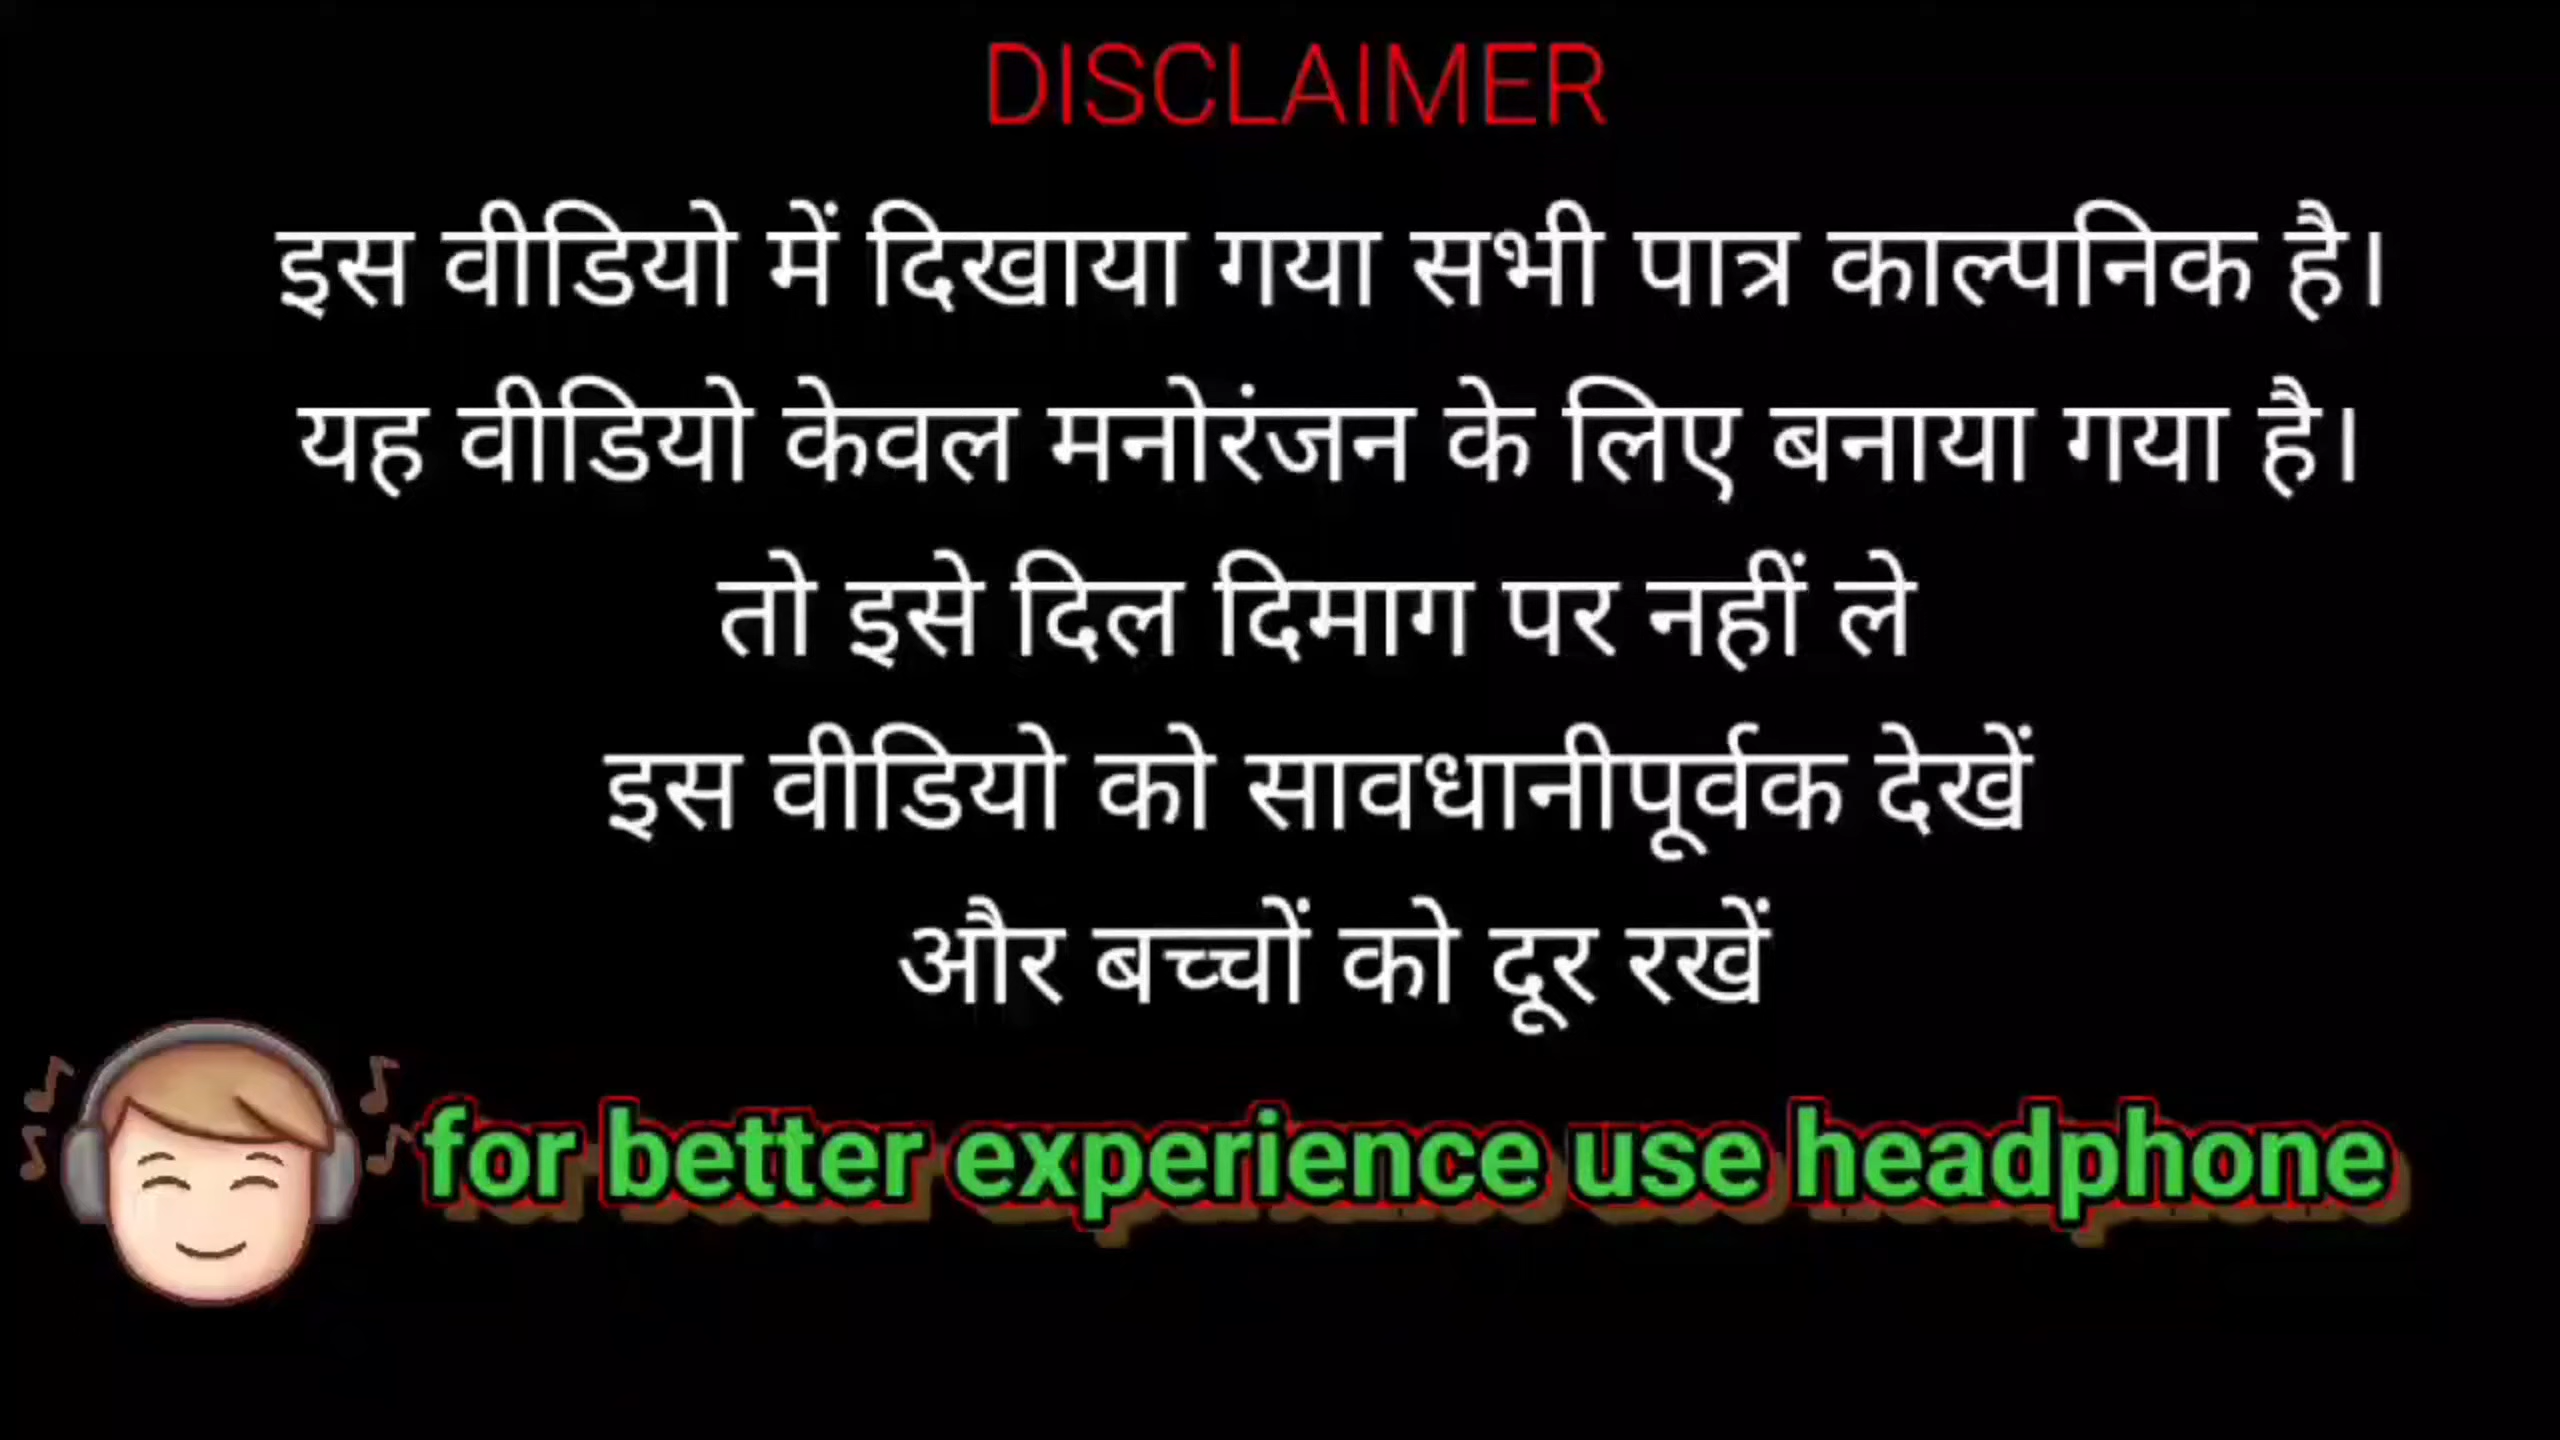 DISCLAIMER
इस वीडियो में दिखाया गया सभी पात्र काल्पनिक है।
यह वीडियो केवल मनोरंजन के लिए बनाया गया है।
तो इसे दिल दिमाग पर नहीं ले
इस वीडियो को सावधानीपूर्वक देखें
और बच्चों को दूर रखें
for better experience use headphone